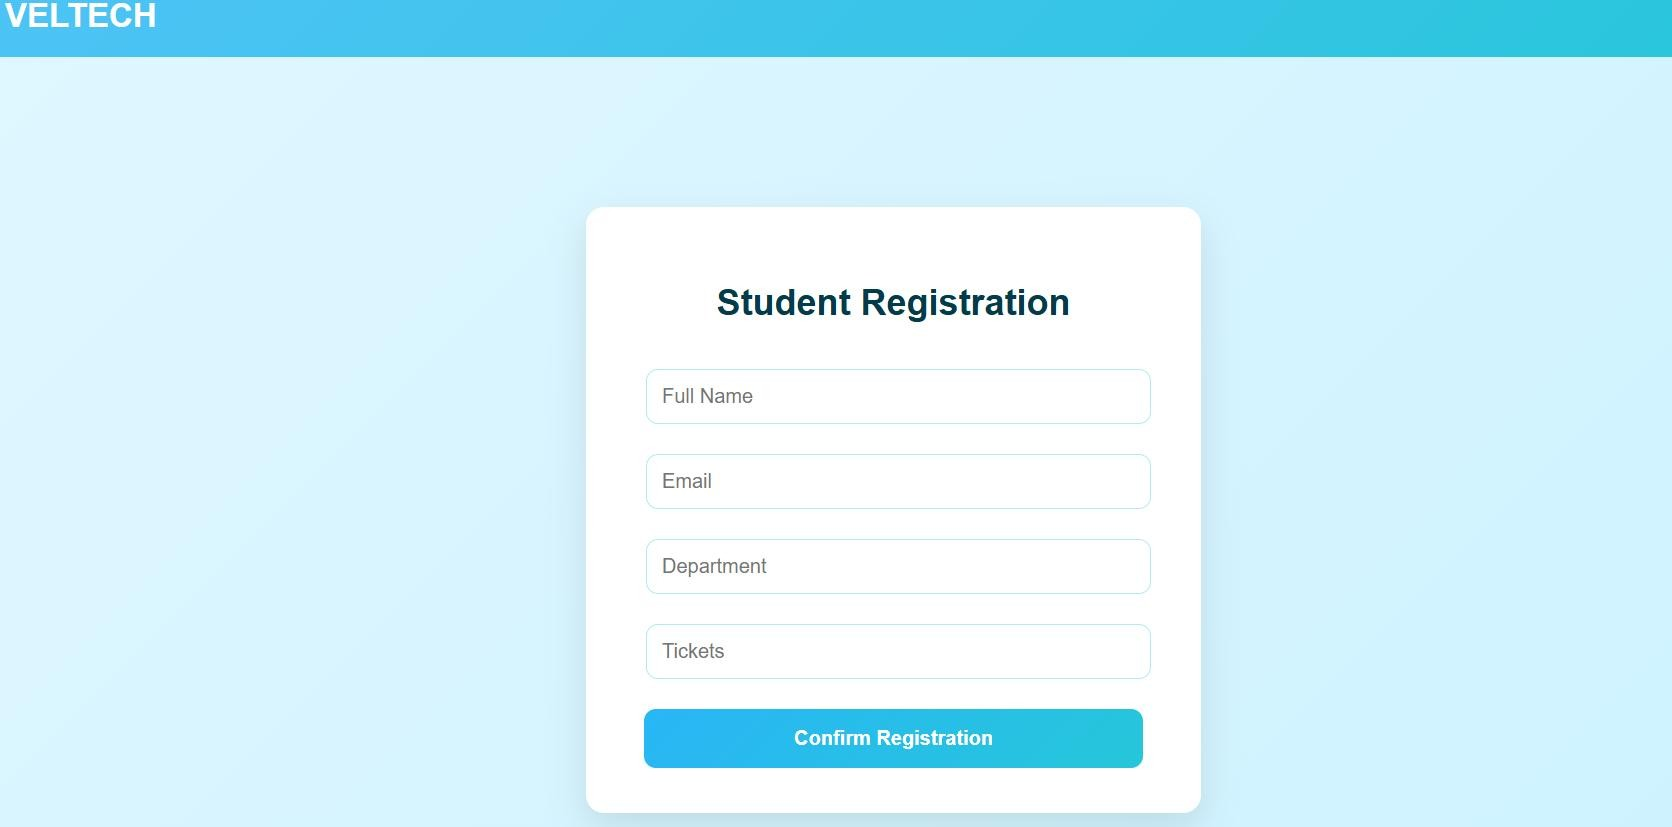 VELTECH
Student Registration
Full Name
Email
Department
Tickets
Confirm Registration